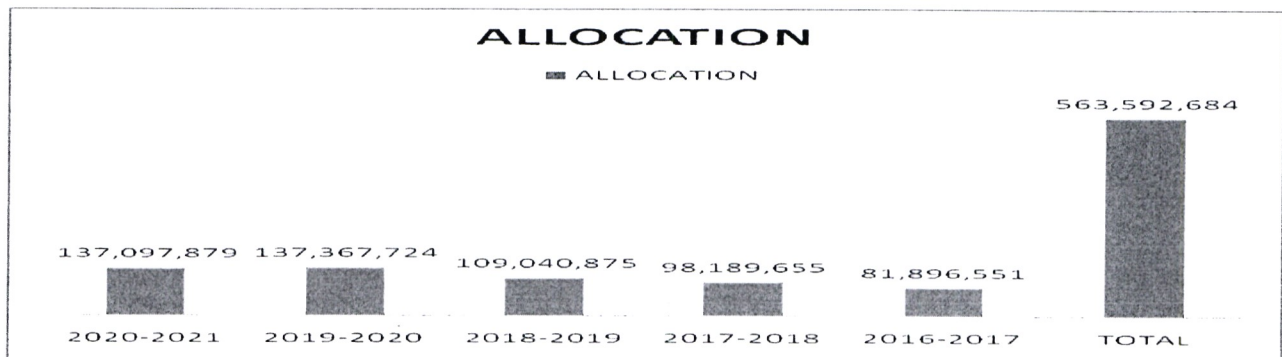 ALLOCATION
ALLOCATION
563,592,684
137,097,879 137,367,724 109,040,875 98,189,655 81,896,551
2020-2021 2019-2020 2018-2019 2017-2018 2016-2017 TOTAL